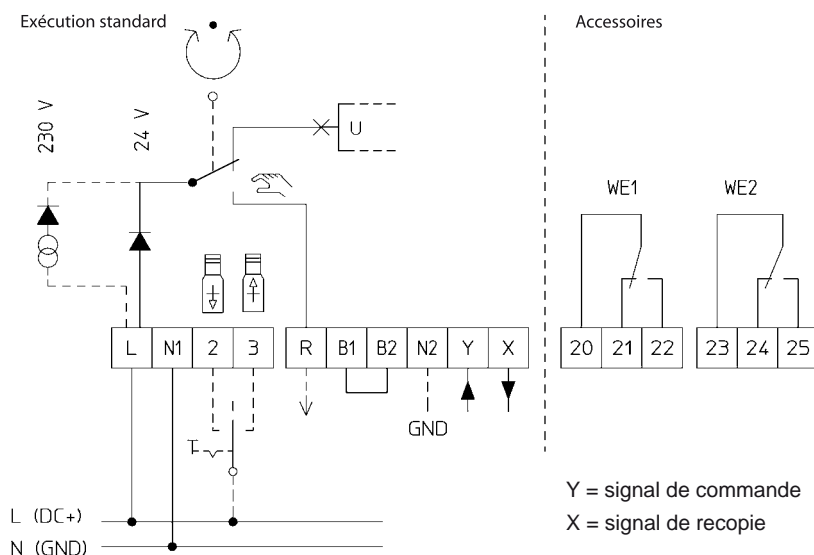 Exécution standard
Accessoires
230 V
24 V
U
WE1
WE2
L N1 2 3 R B1 B2 N2 Y X
20 21 22 23 24 25
GND
Y = signal de commande
X = signal de recopie
L (DC+)
N (GND)